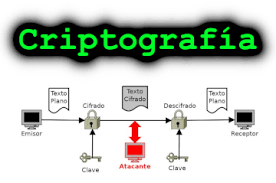 Criptografía
Texto
Plano
Texto
Cifrado
Texto
Plano
Cifrado
Descifrado
Emisor
Receptor
Atacante
Clave
Clave